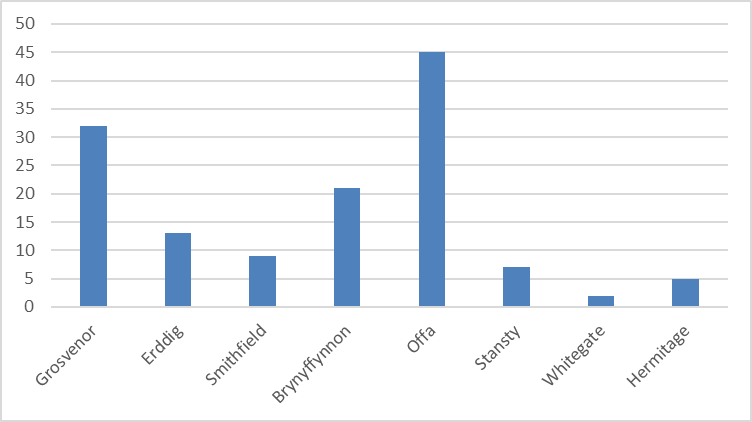 50
45
40
35
30
25
20
15
10
5
0
Grosvenor
Erddig
Smithfield
Brynyffynnon
Offa
Stansty
Whitegate
Hermitage